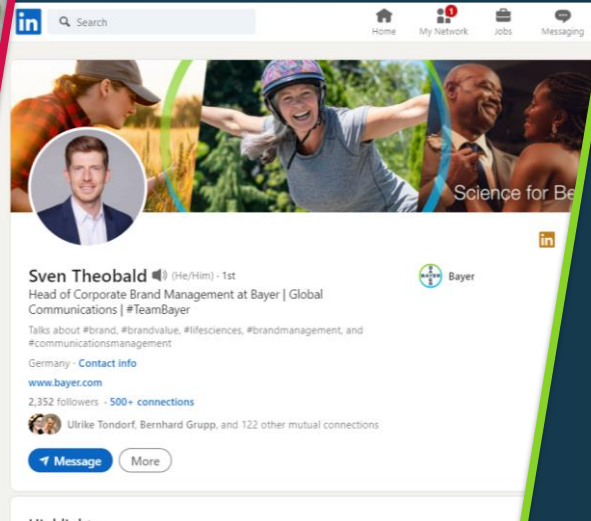 in
Search
Home
My Network
Jobs
Messaging
Science for Be
in
Sven Theobald (He/Him) · 1st
Bayer
Head of Corporate Brand Management at Bayer | Global
Communications | #TeamBayer
Talks about #brand, #brandvalue, #lifesciences, #brandmanagement, and
#communicationsmanagement
Germany · Contact info
www.bayer.com
2,352 followers · 500+ connections
Ulrike Tondorf, Bernhard Grupp, and 122 other mutual connections
Message
More